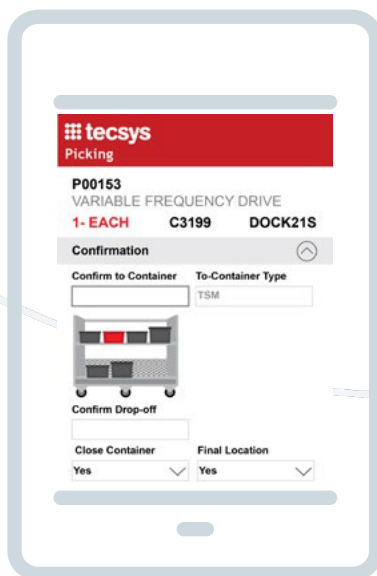 tecsys
Picking
P00153
VARIABLE FREQUENCY DRIVE
1- EACH C3199 DOCK21S
Confirmation
Confirm to Container To-Container Type
TSM
Confirm Drop-off
Close Container Final Location
Yes Yes